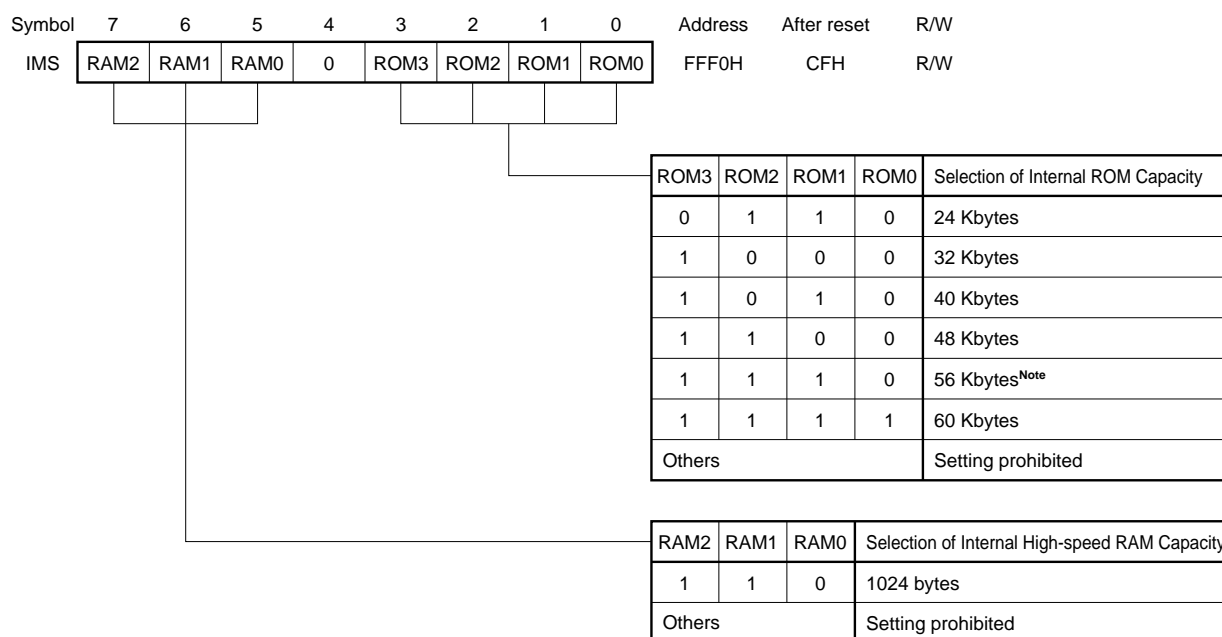 Symbol 7 6 5 4 3 2 1 0 Address After reset R/W
IMS RAM2 RAM1 RAM0 0 ROM3 ROM2 ROM1 ROM0 FFF0H CFH R/W
ROM3 ROM2 ROM1 ROM0 Selection of Internal ROM Capacity
0 1 1 0 24 Kbytes
1 0 0 0 32 Kbytes
1 0 1 0 40 Kbytes
1 1 0 0 48 Kbytes
1 1 1 0 56 KbytesNote
1 1 1 1 60 Kbytes
Others Setting prohibited
RAM2 RAM1 RAM0 Selection of Internal High-speed RAM Capacity
1 1 0 1024 bytes
Others Setting prohibited